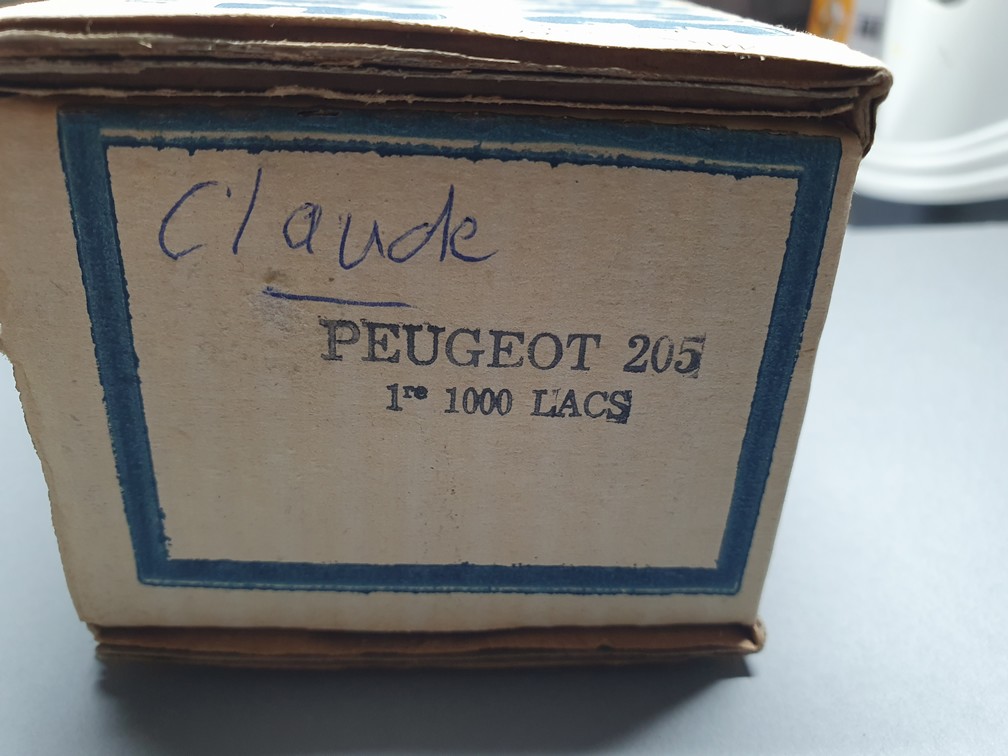 Claude
PEUGEOT 205
1re 1000 LACS